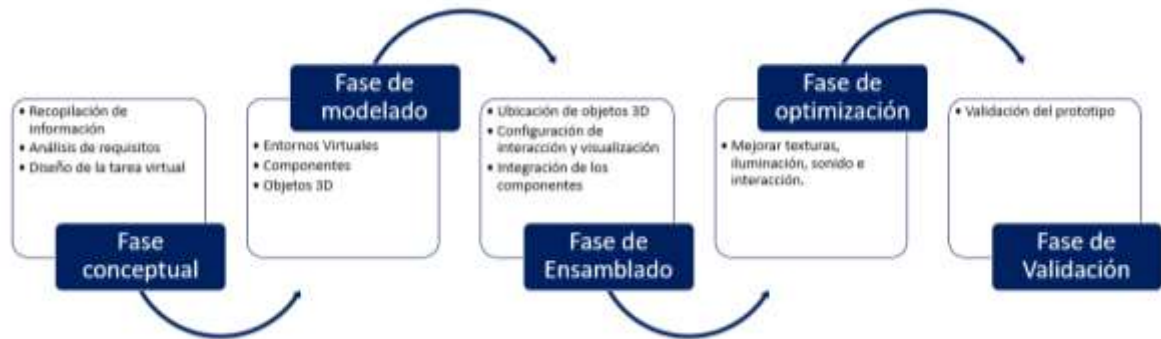 • Recopilación de
información
• Análisis de requisitos
• Diseño de la tarea virtual
Fase
conceptual
Fase de
modelado
• Entornos Virtuales
• Componentes
• Objetos 3D
• Ubicación de objetos 3D
• Configuración de
interacción y visualización
• Integración de los
componentes
Fase de
Ensamblado
Fase de
optimización
• Mejorar texturas,
iluminación, sonido e
interacción.
• Validación del prototipo
Fase de
Validación